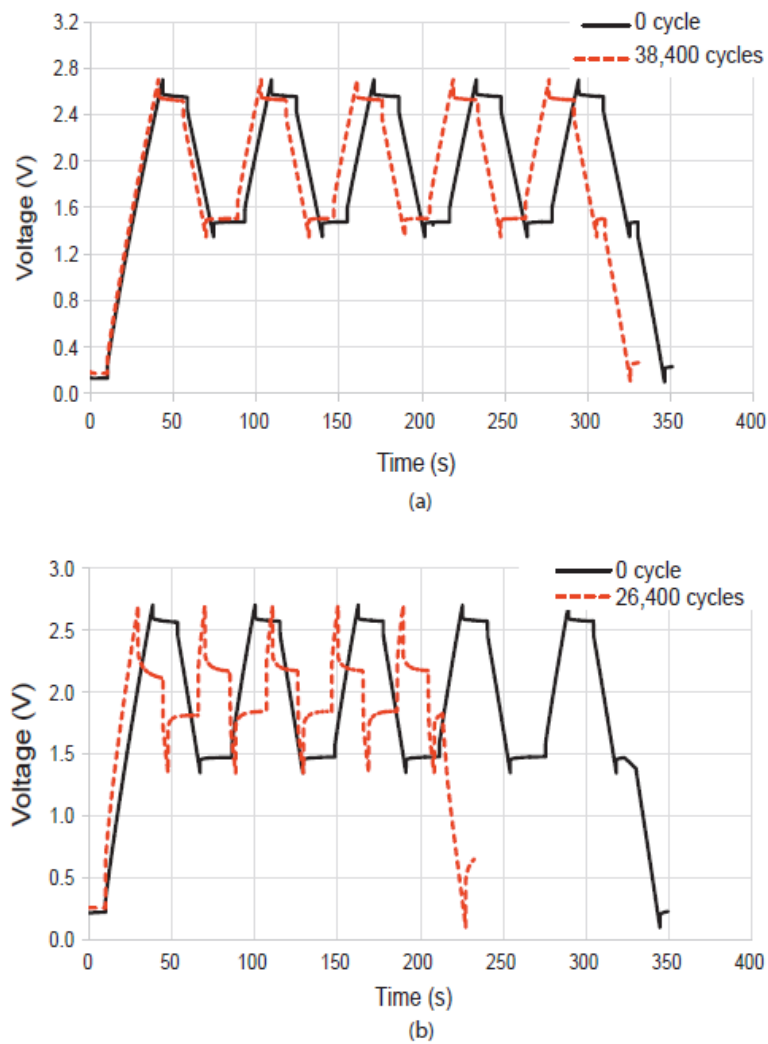 3.2
0 cycle
38,400 cycles
2.8
2.4
2.0
1.6
1.2
0.8
0.4
0.0
Voltage (V)
0 50 100 150 200 250 300 350 400
Time (s)
(a)
3.0
0 cycle
26,400 cycles
2.5
2.0
1.5
1.0
0.5
0.0
Voltage (V)
0 50 100 150 200 250 300 350 400
Time (s)
(b)